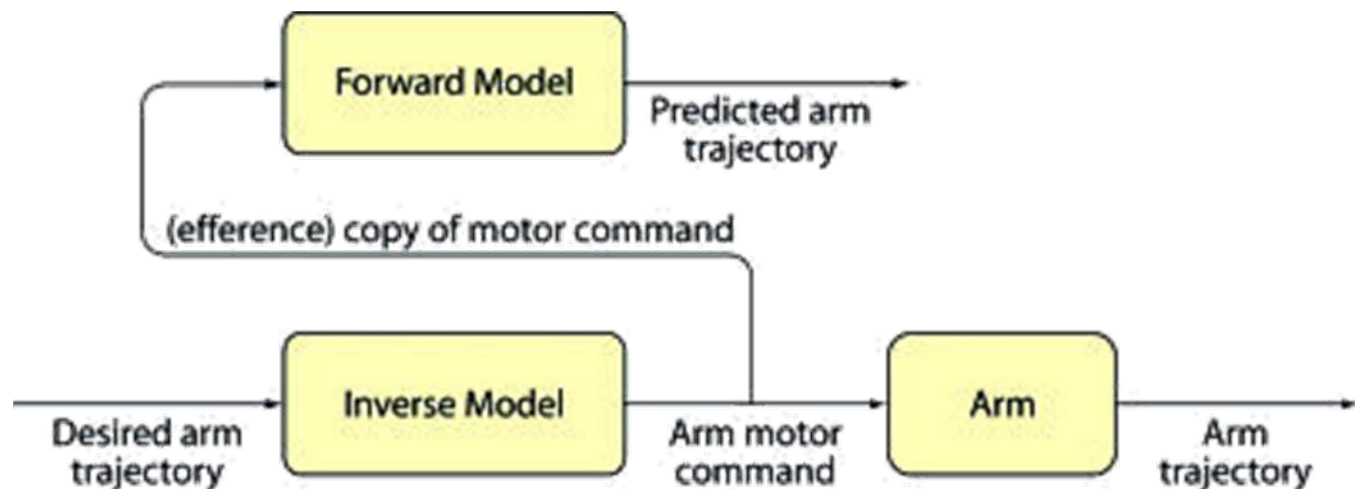 Forward Model
Predicted arm
trajectory
(efference) copy of motor command
Inverse Model
Arm
Desired arm
trajectory
Arm motor
command
Arm
trajectory